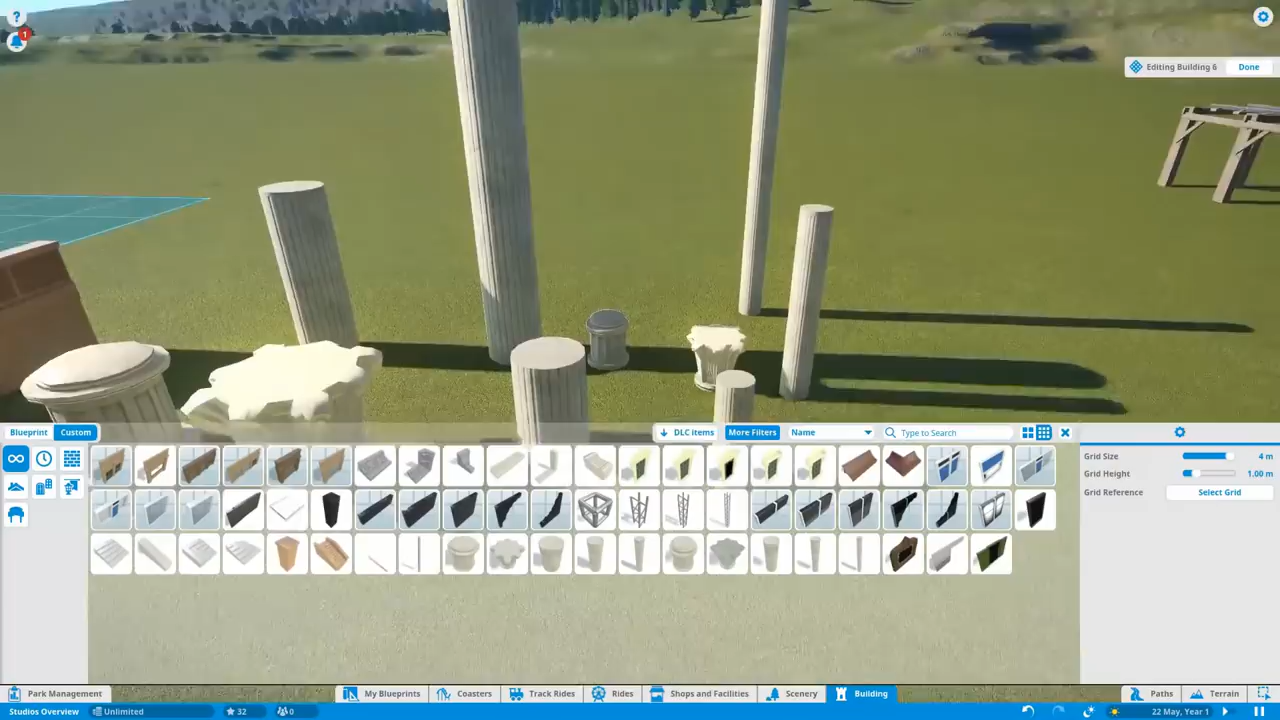 ?
1
Editing Building 6 Done
Blueprint Custom DLC items More Filters Name Type to Search
Grid Size 4 m
Grid Height 1.00 m
Grid Reference Select Grid
Park Management My Blueprints Coasters Track Rides Rides Shops and Facilities Scenery Building Paths Terrain
Studios Overview Unlimited 32 0 22 May, Year 1